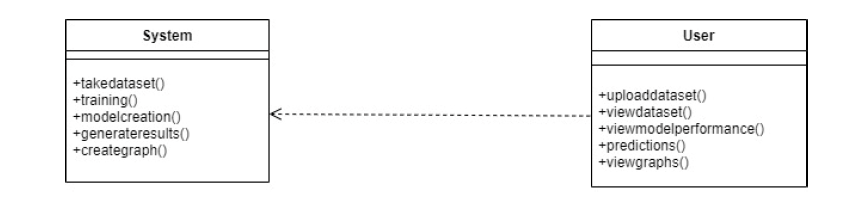 System
+takedataset()
+training()
+modelcreation()
+generateresults()
+creategraph()
User
+uploaddataset()
+viewdataset()
+viewmodelperformance()
+predictions()
+viewgraphs()